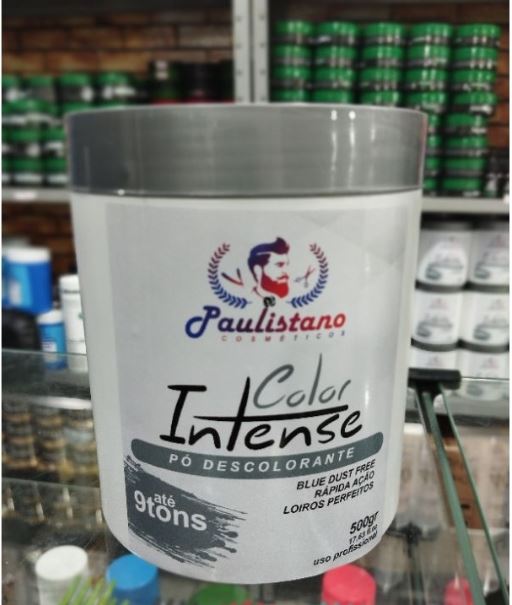 Paulistano
COSMÉTICOS
Color
Intense
PÓ DESCOLORANTE
BLUE DUST FREE
RÁPIDA AÇÃO
LOIROS PERFEITOS
até
9tons
500gr
uso profissional